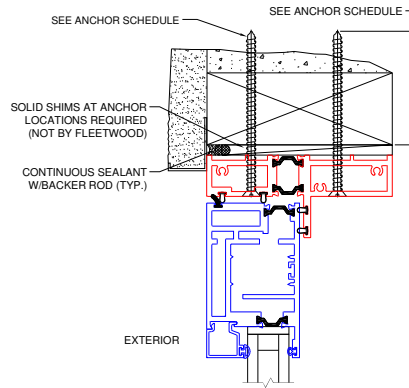 SEE ANCHOR SCHEDULE
SEE ANCHOR SCHEDULE
SOLID SHIMS AT ANCHOR
LOCATIONS REQUIRED
(NOT BY FLEETWOOD)
CONTINUOUS SEALANT
W/BACKER ROD (TYP.)
EXTERIOR